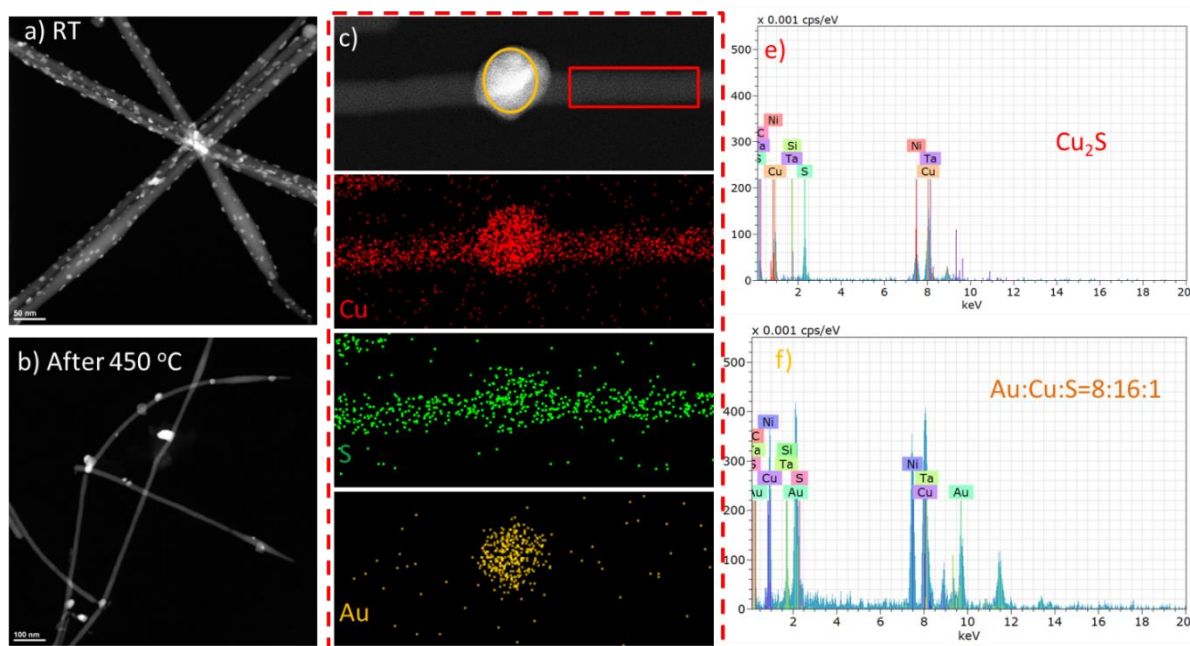 a) RT
50 nm
b) After 450 °C
100 nm
c)
Cu
S
Au
x 0.001 cps/eV
e)
Cu₂S
500
400
300
200
100
0
Ni
C
Si
Ni
Ta
Ta
Ta
S
Cu
S
Cu
2 4 6 8 10 12 14 16 18 20
keV
x 0.001 cps/eV
f)
Au:Cu:S=8:16:1
500
400
300
200
100
0
Ni
C
Si
Ta
Ta
Ni
Ta
S
Cu
S
Cu
Au
Au
Au
2 4 6 8 10 12 14 16 18 20
keV